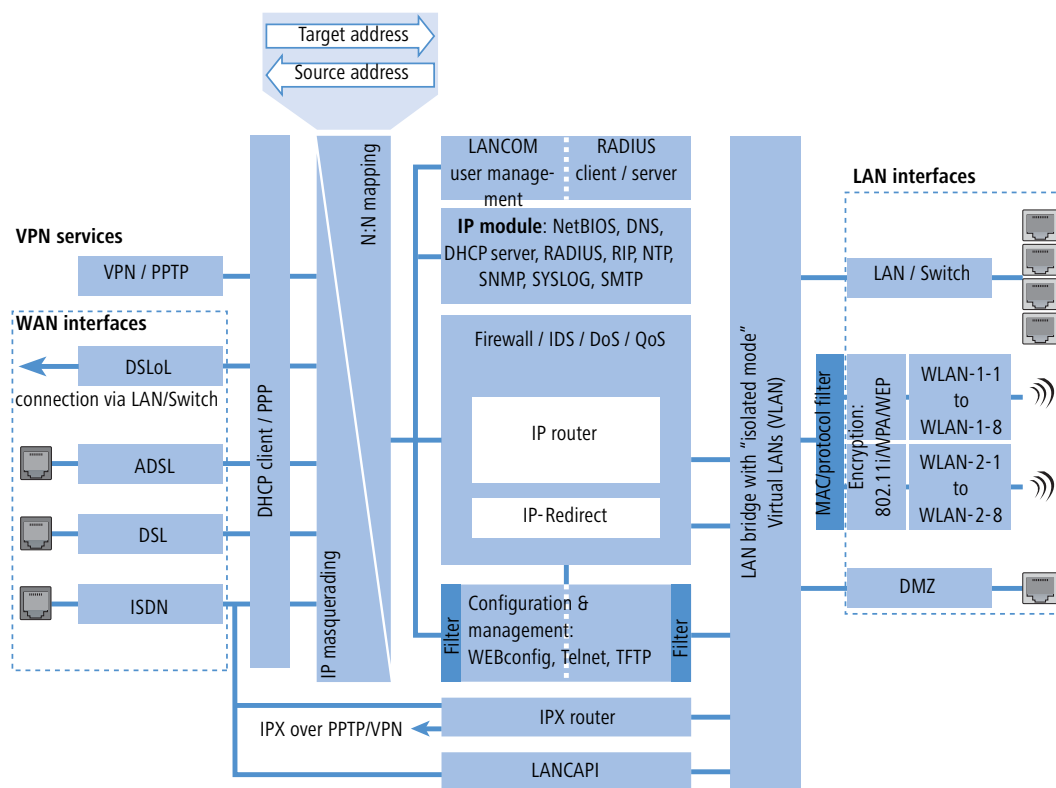 Target address
Source address
LANCOM
user manage-
ment
RADIUS
client / server
N:N mapping
IP masquerading
DHCP client / PPP
IP module: NetBIOS, DNS,
DHCP server, RADIUS, RIP, NTP,
SNMP, SYSLOG, SMTP
VPN services
VPN / PPTP
WAN interfaces
DSLoL
connection via LAN/Switch
ADSL
DSL
ISDN
Firewall / IDS / DoS / QoS
IP router
IP-Redirect
Filter
Configuration &
management:
WEBconfig, Telnet, TFTP
Filter
IPX over PPTP/VPN
IPX router
LANCAPI
LAN bridge with "isolated mode"
Virtual LANs (VLAN)
LAN interfaces
LAN / Switch
MAC/protocol filter
Encryption:
802.11i/WPA/WEP
WLAN-1-1
to
WLAN-1-8
WLAN-2-1
to
WLAN-2-8
DMZ